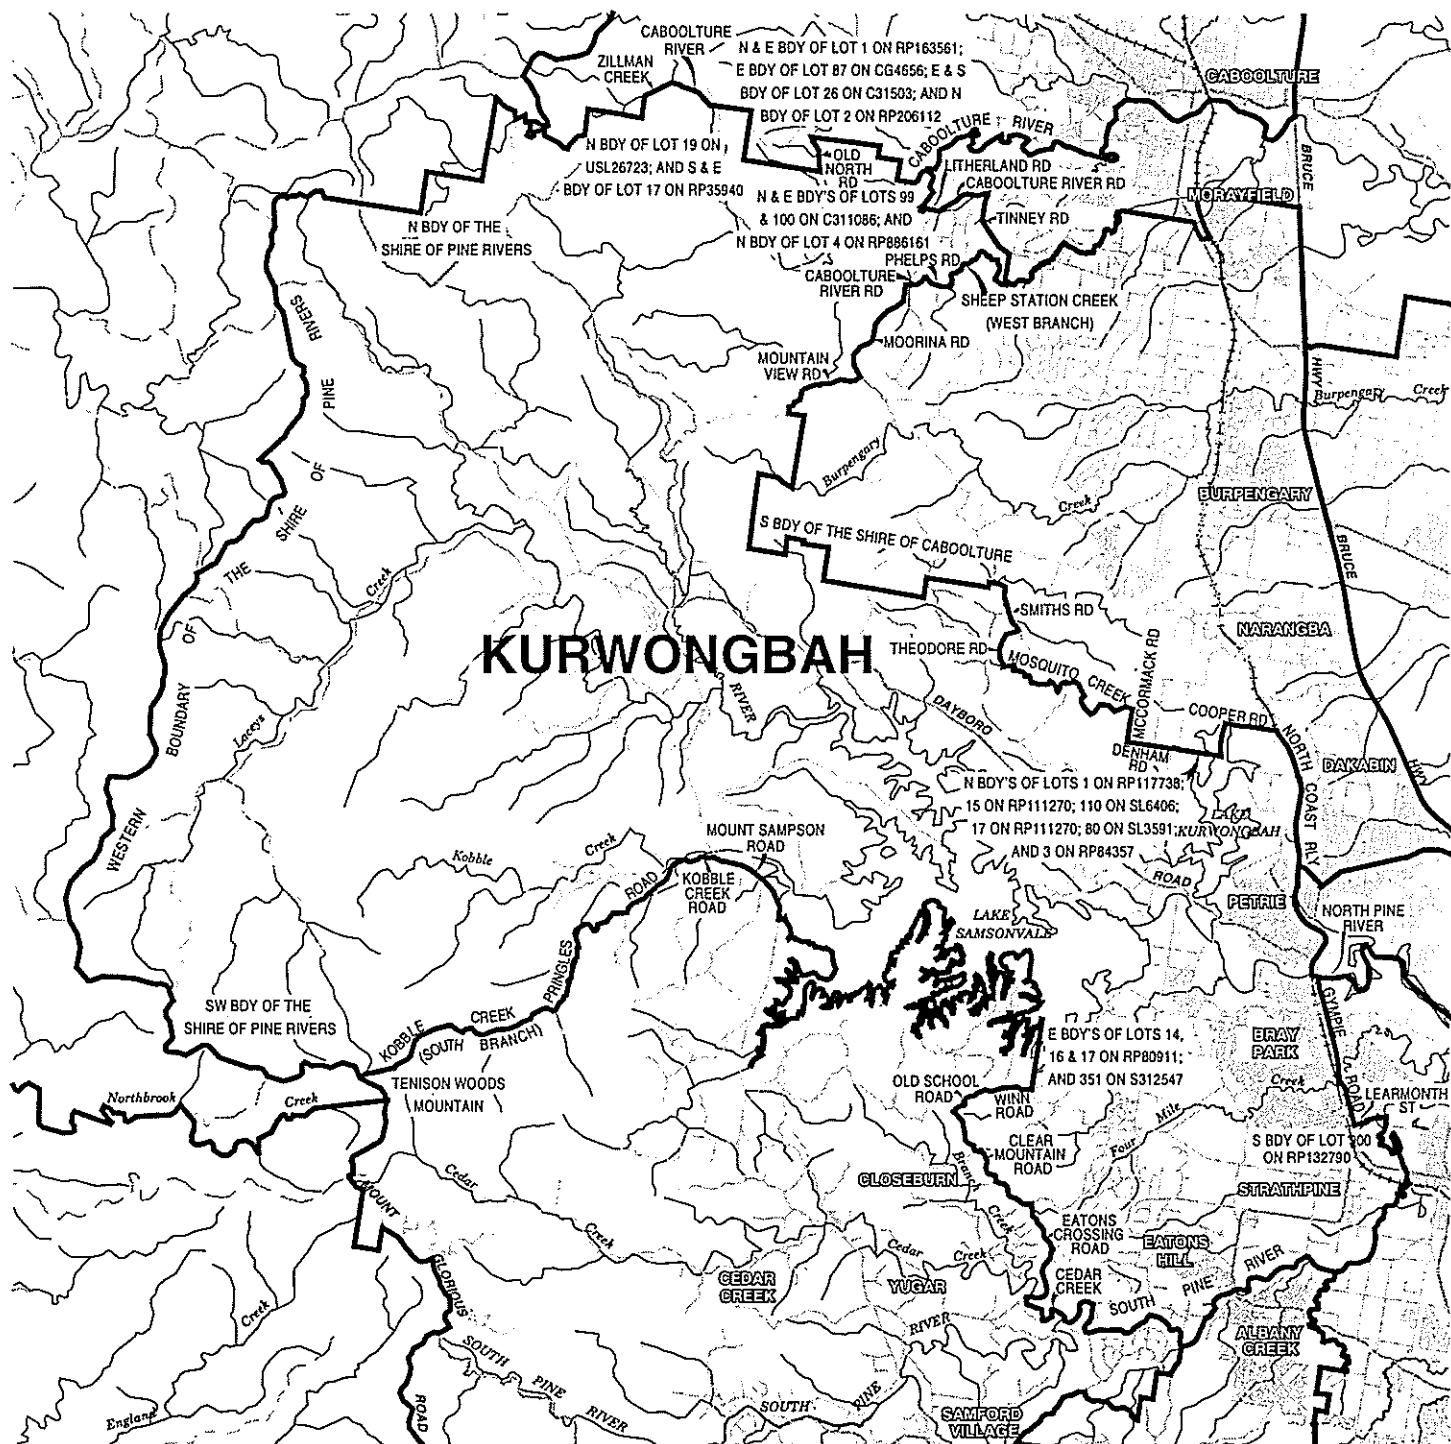 CABOOLTURE
RIVER
N & E BDY OF LOT 1 ON RP163561;
E BDY OF LOT 87 ON CG4656; E & S
BDY OF LOT 26 ON C31503; AND N
BDY OF LOT 2 ON RP206112
ZILLMAN
CREEK
CABOOLTURE
CABOOLTURE RIVER
BRUCE
N BDY OF LOT 19 ON
USL26723; AND S & E
BDY OF LOT 17 ON RP35940
OLD
NORTH
RD
LITHERLAND RD
CABOOLTURE RIVER RD
MORAYFIELD
N & E BDY'S OF LOTS 99
& 100 ON C311086; AND
N BDY OF LOT 4 ON RP886161
TINNEY RD
N BDY OF THE
SHIRE OF PINE RIVERS
PHELPS RD
CABOOLTURE
RIVER RD
SHEEP STATION CREEK
(WEST BRANCH)
MOORINA RD
MOUNTAIN
VIEW RD
HWY
Burpengary Creek
Burpengary
Creek
BURPENGARY
WESTERN BOUNDARY OF THE SHIRE OF PINE RIVERS
S BDY OF THE SHIRE OF CABOOLTURE
BRUCE
Creek
SMITHS RD
NARANGBA
KURWONGBAH
THEODORE RD
MOSQUITO CREEK
MCCORMACK RD
RIVER
DAYBORO
COOPER RD
Laceys
DENHAM
RD
NORTH COAST RLY
DAKABIN
HWY
N BDY'S OF LOTS 1 ON RP117738;
15 ON RP111270; 110 ON SL6406;
17 ON RP111270; 80 ON SL3591;
AND 3 ON RP84357
LAKE
KURWONGBAH
MOUNT SAMPSON
ROAD
Kobble
Creek
KOBBLE
CREEK
ROAD
ROAD
PETRIE
NORTH PINE
RIVER
LAKE
SAMSONVALE
PRINGLES ROAD
SW BDY OF THE
SHIRE OF PINE RIVERS
KOBBLE CREEK
(SOUTH BRANCH)
GYMPIE ROAD
E BDY'S OF LOTS 14,
16 & 17 ON RP80911;
AND 351 ON S312547
BRAY
PARK
Northbrook
Creek
TENISON WOODS
MOUNTAIN
OLD SCHOOL
ROAD
WINN
ROAD
Four Mile Creek
LEARMONTH
ST
CLEAR
MOUNTAIN
ROAD
S BDY OF LOT 300
ON RP132790
Cedar
Creek
CLOSEBURN
Branch
Creek
STRATHPINE
MOUNT
GLORIOUS
ROAD
EATONS
CROSSING
ROAD
EATONS
HILL
Cedar Creek
CEDAR
CREEK
YUGAR
CEDAR
CREEK
SOUTH PINE RIVER
Creek
RIVER
ALBANY
CREEK
SOUTH
PINE
RIVER
SOUTH
PINE
England
SAMFORD
VILLAGE